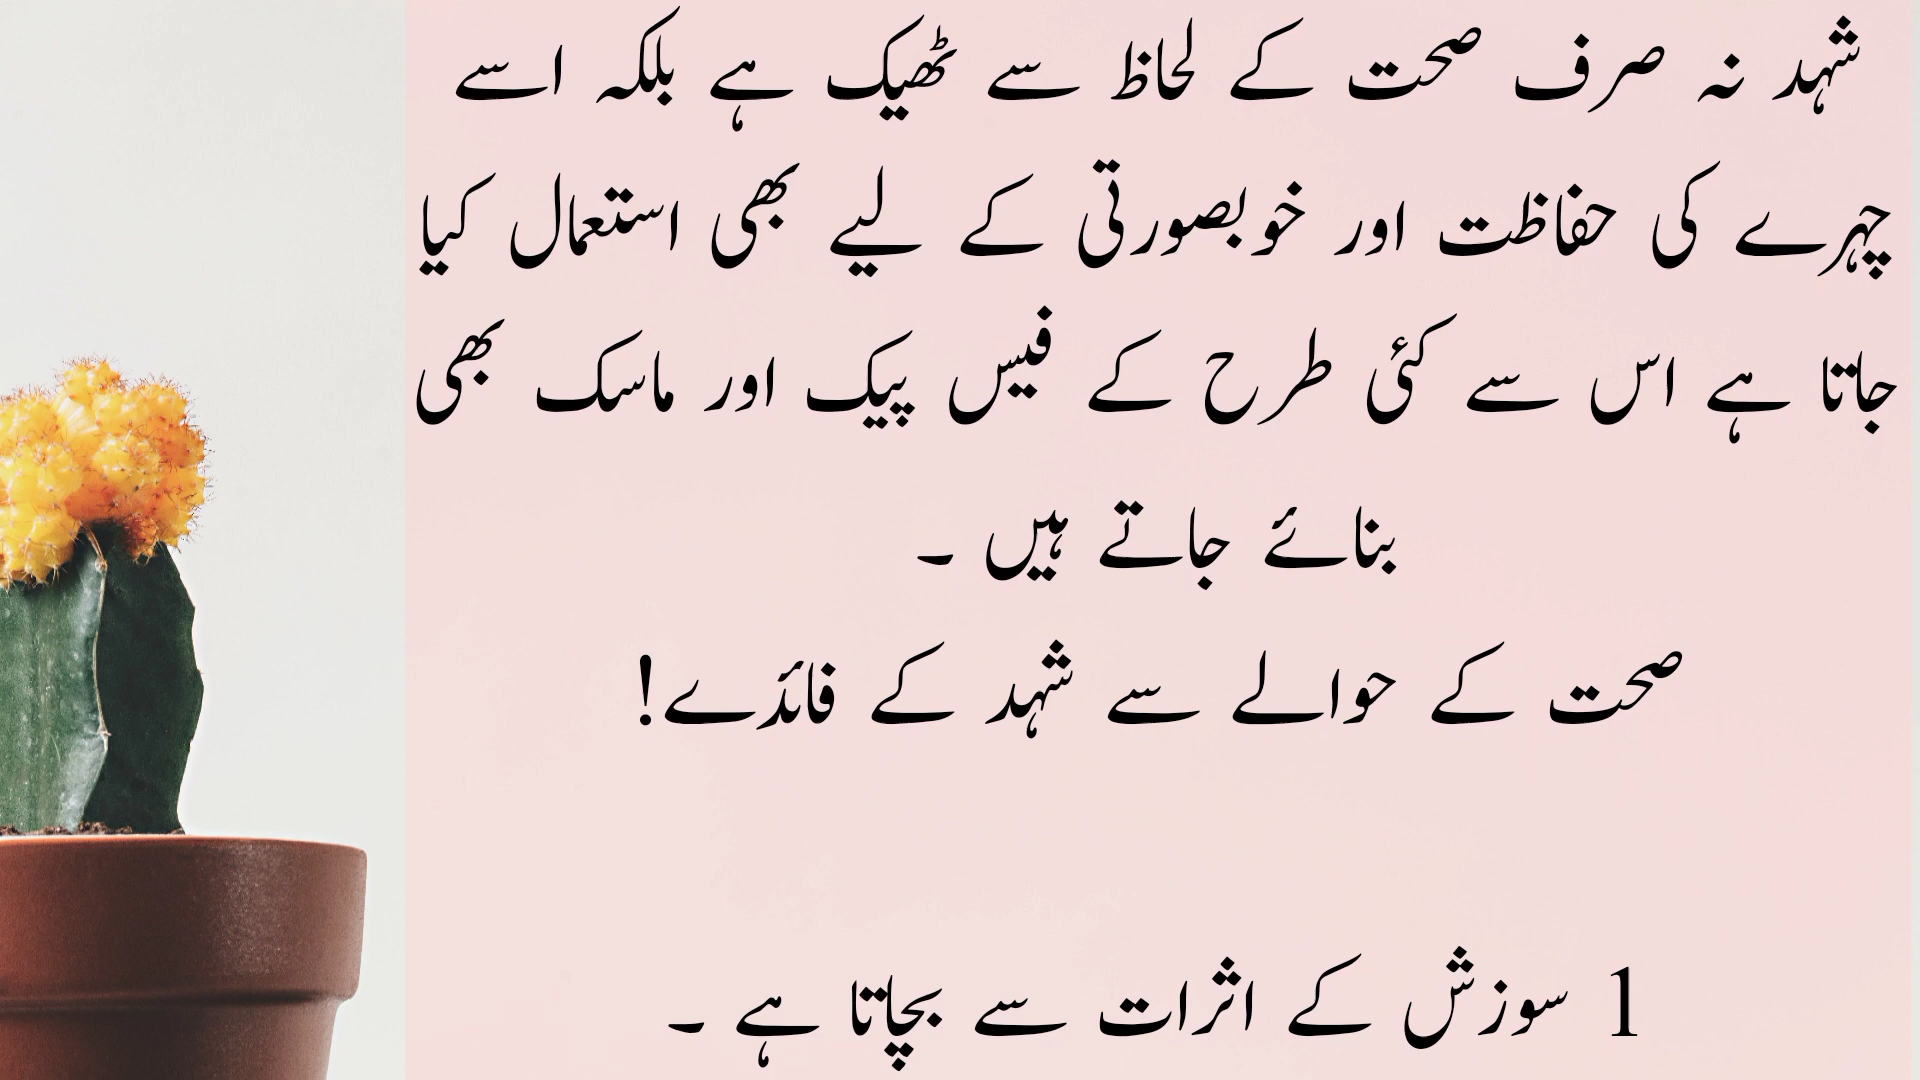 شہد نہ صرف صحت کے لحاظ سے ٹھیک ہے بلکہ اسے
چہرے کی حفاظت اور خوبصورتی کے لیے بھی استعمال کیا
جاتا ہے اس سے کئی طرح کے فیس پیک اور ماسک بھی
بنائے جاتے ہیں ۔
صحت کے حوالے سے شہد کے فائدے!
1 سوزش کے اثرات سے بچاتا ہے ۔